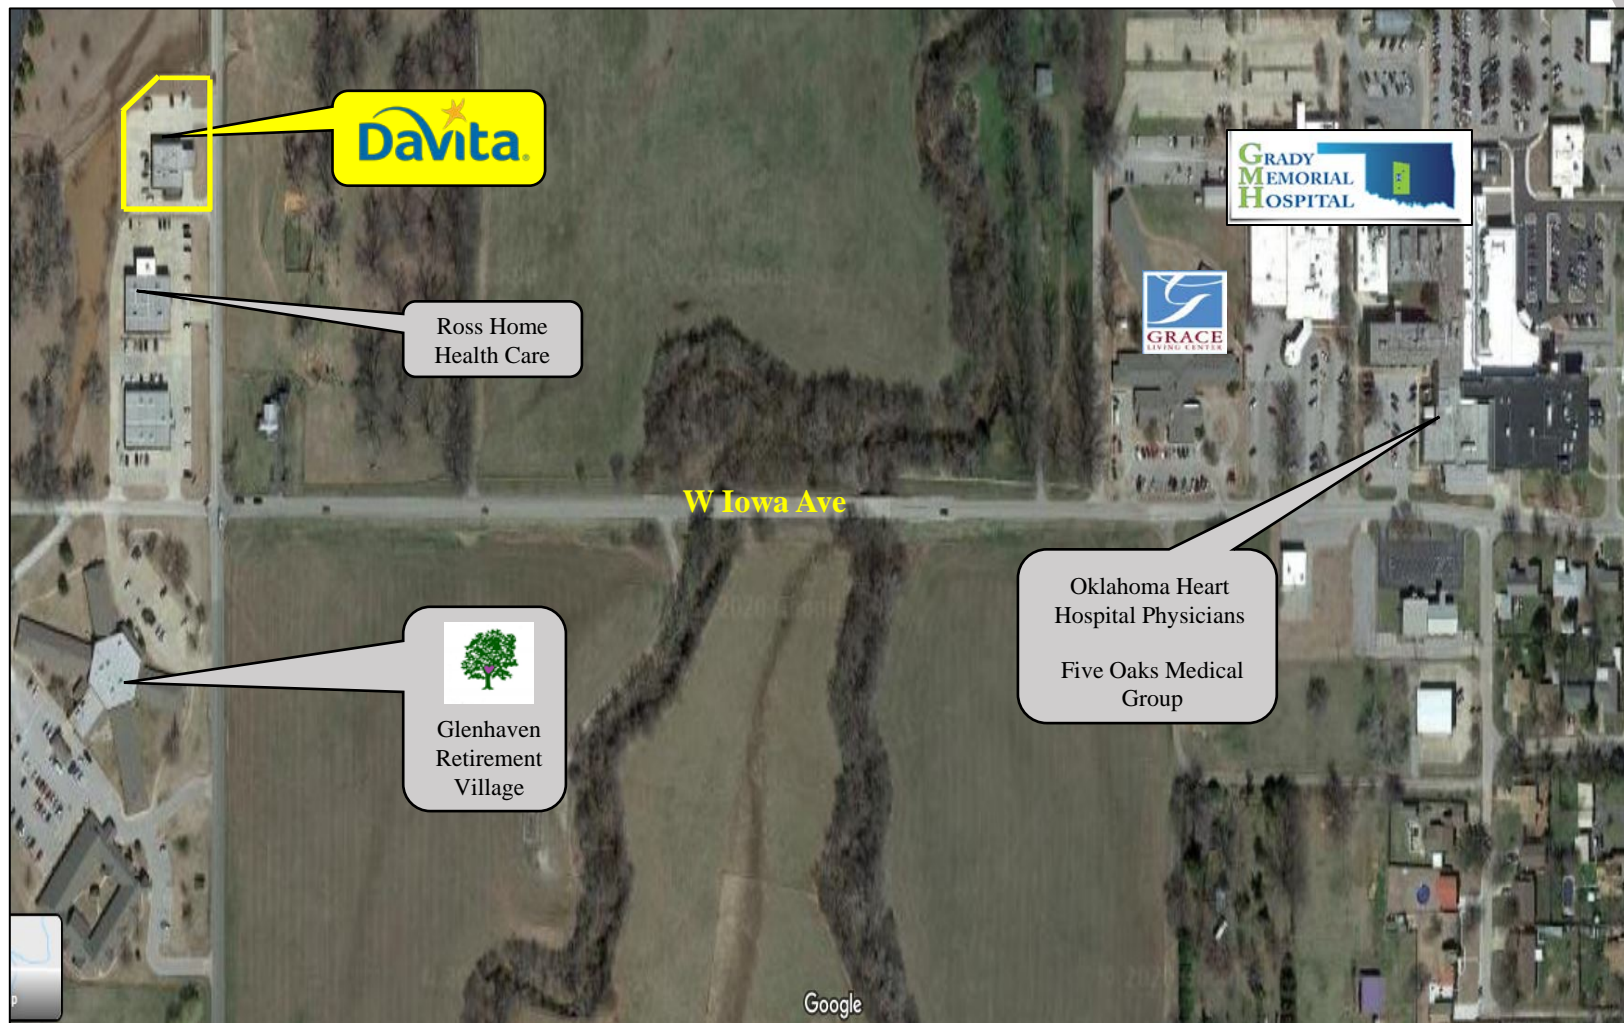 DaVita®
GRADY
MEMORIAL
HOSPITAL
GRACE
LIVING CENTER
Ross Home
Health Care
W Iowa Ave
Oklahoma Heart
Hospital Physicians
Five Oaks Medical
Group
Glenhaven
Retirement
Village
Google